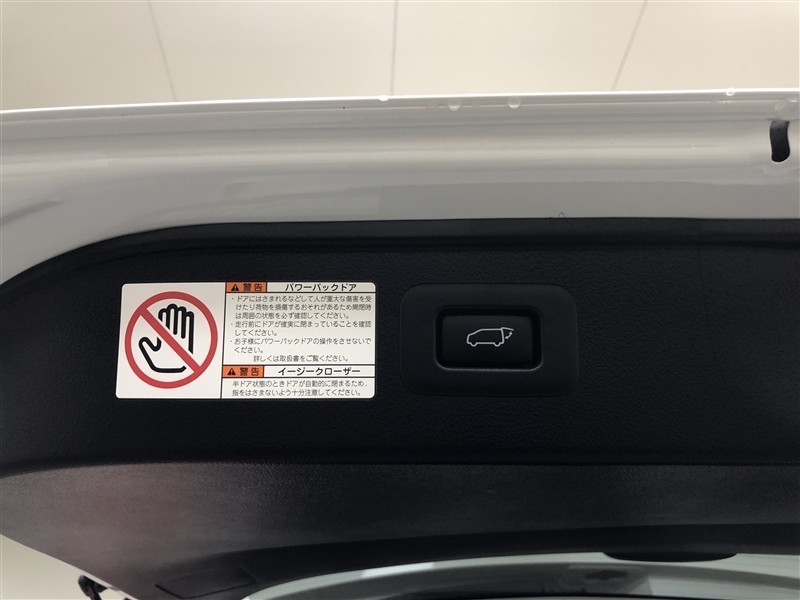 警告 パワーバックドア
・ドアにはさまれるなどして人が重大な傷害を受
けたり荷物を損傷するおそれがあるため開閉時
は周囲の状態を必ず確認してください。
・走行前にドアが確実に閉まっていることを確認
してください。
・お子様にパワーバックドアの操作をさせないで
ください。
詳しくは取扱書をご覧ください。
警告 イージークローザー
半ドア状態のときドアが自動的に閉まるため、
指をはさまないよう十分注意してください。